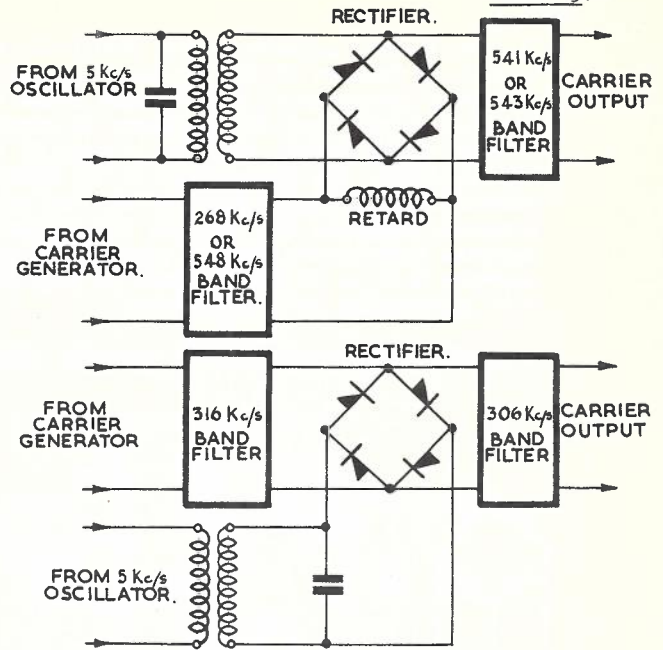 RECTIFIER.
FROM 5 Kc/s
OSCILLATOR
541 Kc/s
OR
543 Kc/s
BAND
FILTER
CARRIER
OUTPUT
RETARD
FROM
CARRIER
GENERATOR.
268 Kc/s
OR
548 Kc/s
BAND
FILTER.
RECTIFIER.
FROM
CARRIER
GENERATOR
316 Kc/s
BAND
FILTER
306 Kc/s
BAND
FILTER
CARRIER
OUTPUT
FROM 5 Kc/s
OSCILLATOR.